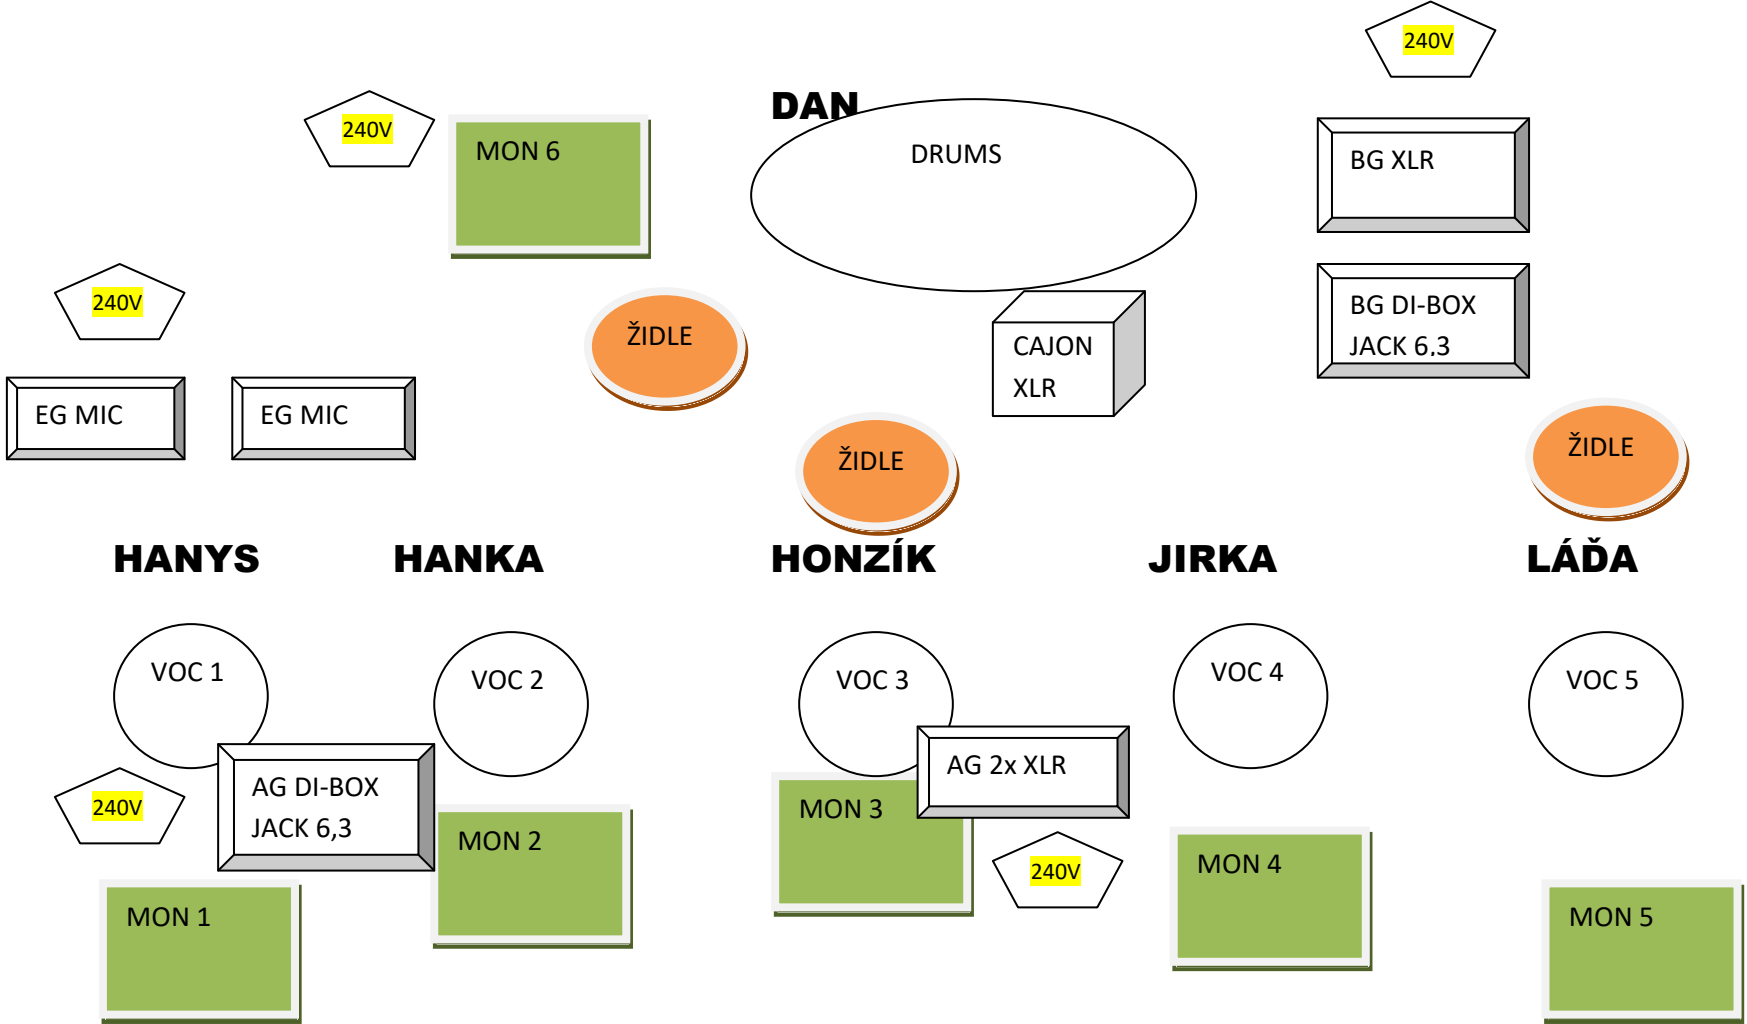 240V
DAN
240V
MON 6
DRUMS
BG XLR
240V
BG DI-BOX
JACK 6,3
ŽIDLE
CAJON
XLR
EG MIC
EG MIC
ŽIDLE
ŽIDLE
HANYS
HANKA
HONZÍK
JIRKA
LÁĎA
VOC 1
VOC 2
VOC 3
VOC 4
VOC 5
AG DI-BOX
JACK 6,3
AG 2x XLR
240V
MON 2
MON 3
240V
MON 4
MON 1
MON 5